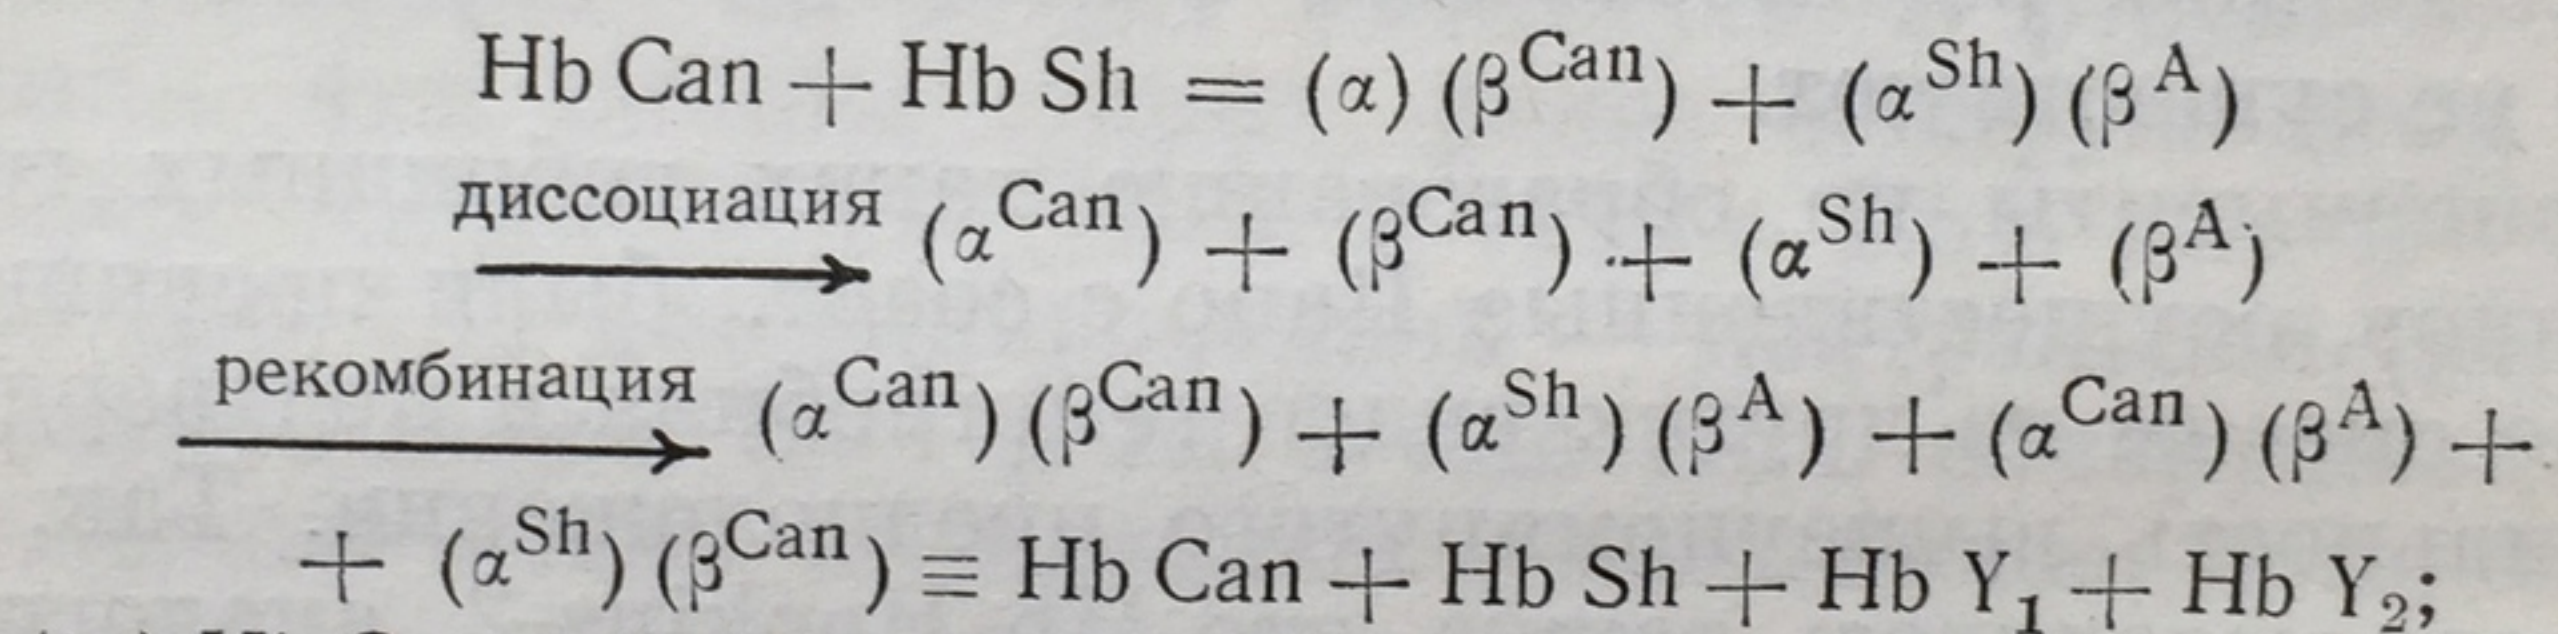 Hb Can + Hb Sh = (α) (β^Can) + (α^Sh) (β^A)
диссоциация → (α^Can) + (β^Can) + (α^Sh) + (β^A)
рекомбинация → (α^Can) (β^Can) + (α^Sh) (β^A) + (α^Can) (β^A) +
+ (α^Sh) (β^Can) ≡ Hb Can + Hb Sh + Hb Y₁ + Hb Y₂;